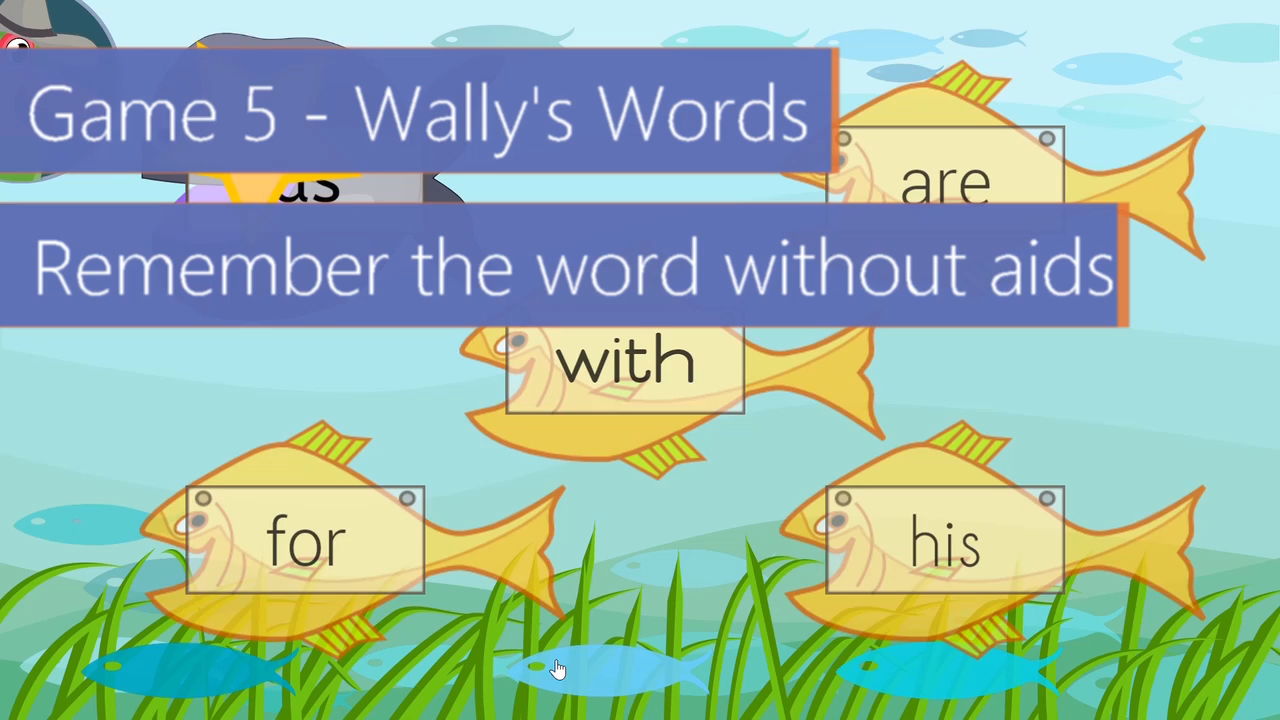 Game 5 - Wally's Words
are
Remember the word without aids
with
for
his